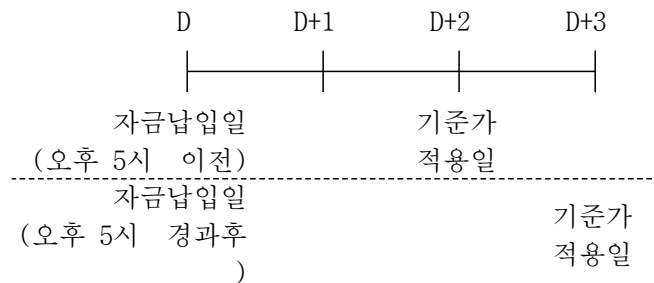 D D+1 D+2 D+3
자금납입일 기준가
(오후 5시 이전) 적용일
자금납입일
(오후 5시 경과후
)
기준가
적용일